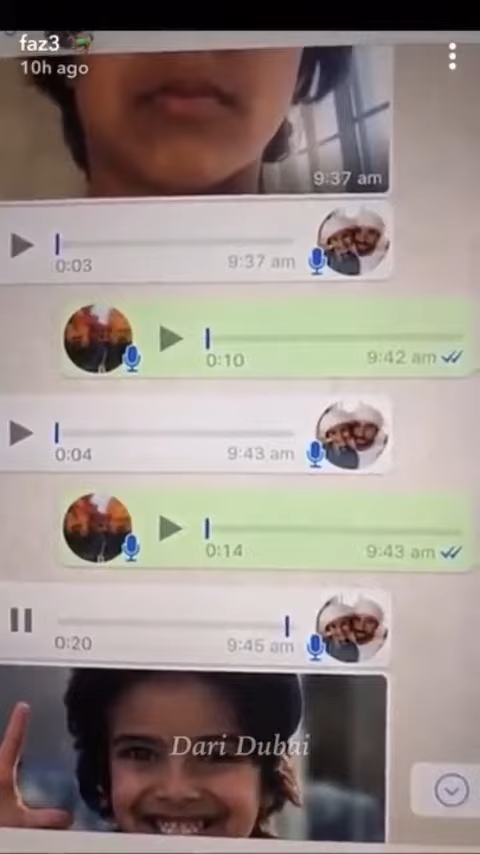 faz3
10h ago
9:37 am
0:03 9:37 am
0:10 9:42 am
0:04 9:43 am
0:14 9:43 am
0:20 9:45 am
Dari Dubai